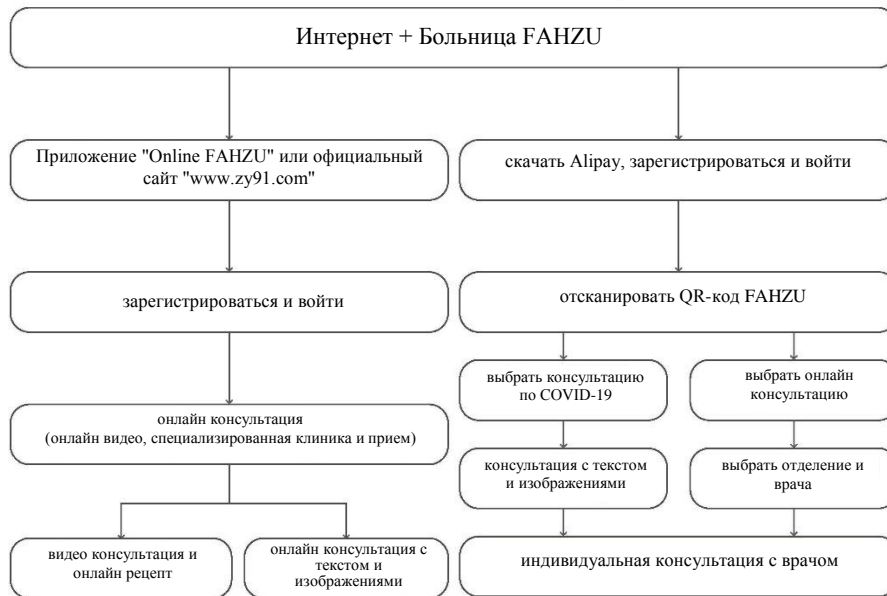 Интернет + Больница FAHZU
Приложение "Online FAHZU" или официальный
сайт "www.zy91.com"
скачать Alipay, зарегистрироваться и войти
зарегистрироваться и войти
отсканировать QR-код FAHZU
выбрать консультацию
по COVID-19
выбрать онлайн
консультацию
онлайн консультация
(онлайн видео, специализированная клиника и прием)
консультация с текстом
и изображениями
выбрать отделение и
врача
видео консультация и
онлайн рецепт
онлайн консультация с
текстом и
изображениями
индивидуальная консультация с врачом